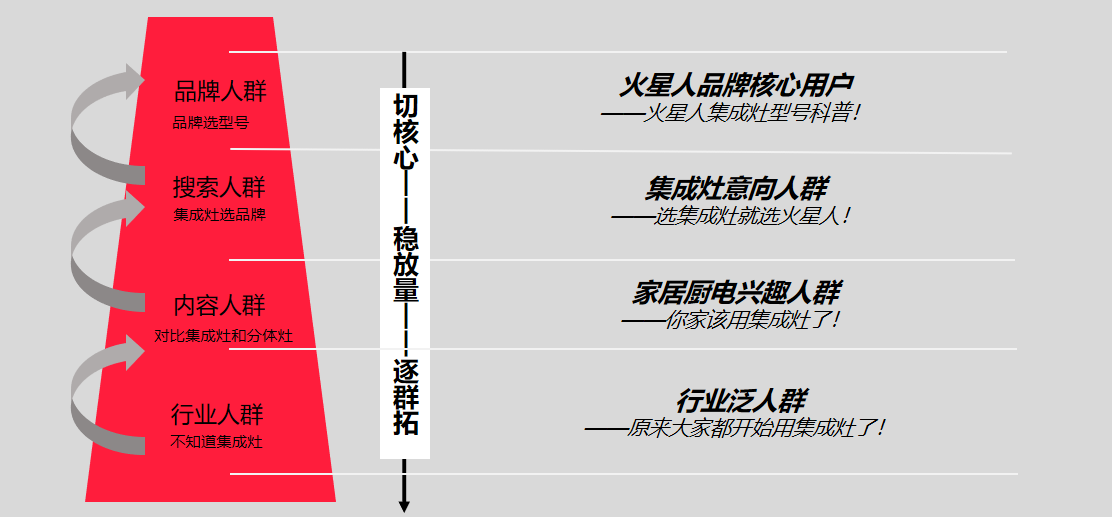 品牌人群
品牌选型号
搜索人群
集成灶选品牌
内容人群
对比集成灶和分体灶
行业人群
不知道集成灶
切核心——稳放量——逐群拓
火星人品牌核心用户
——火星人集成灶型号科普！
集成灶意向人群
——选集成灶就选火星人！
家居厨电兴趣人群
——你家该用集成灶了！
行业泛人群
——原来大家都开始用集成灶了！